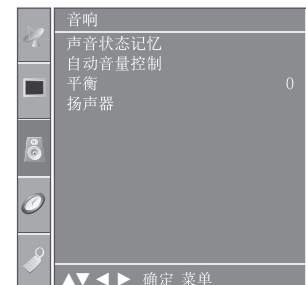 音响
声音状态记忆
自动音量控制
平衡 0
扬声器
▲▼◀▶ 确定 菜单